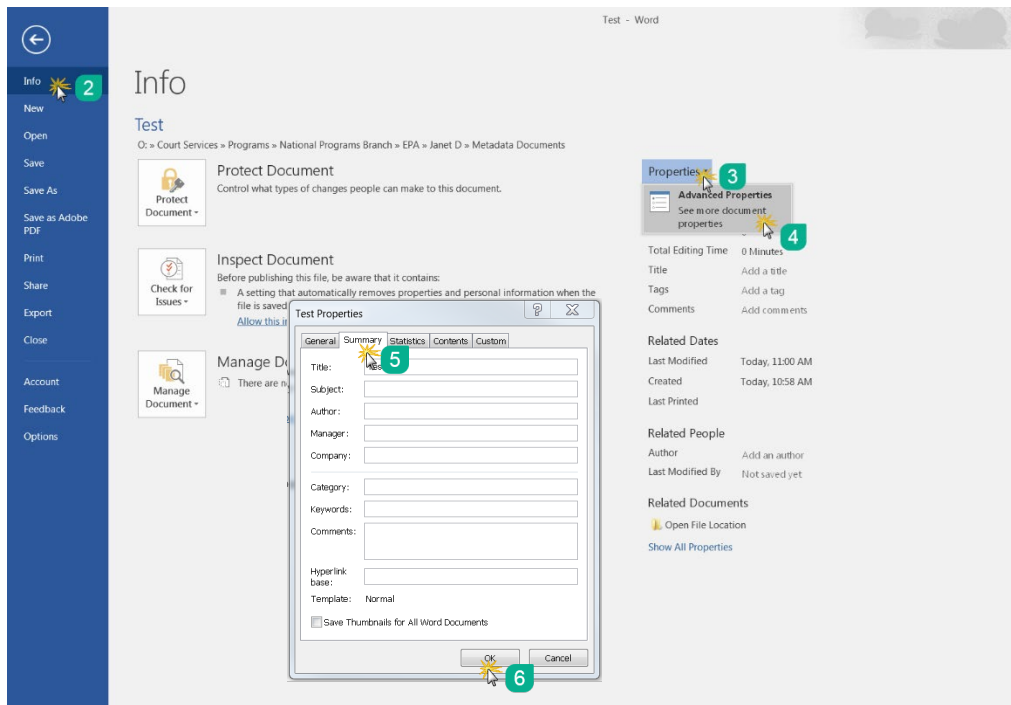 Test - Word
Info
2
New
Open
Save
Save As
Save as Adobe
PDF
Print
Share
Export
Close
Account
Feedback
Options
Info
Test
O: » Court Services » Programs » National Programs Branch » EPA » Janet D » Metadata Documents
Protect
Document
Protect Document
Control what types of changes people can make to this document.
Check for
Issues
Inspect Document
Before publishing this file, be aware that it contains:
A setting that automatically removes properties and personal information when the
file is saved
Allow this
Manage
Document
Manage
There are
Properties
3
Advanced Properties
See more document
properties
4
Total Editing Time 0 Minutes
Title Add a title
Tags Add a tag
Comments Add comments
Related Dates
Last Modified Today, 11:00 AM
Created Today, 10:58 AM
Last Printed
Related People
Author Add an author
Last Modified By Not saved yet
Related Documents
Open File Location
Show All Properties
Test Properties
General Summary Statistics Contents Custom
5
Title:
Subject:
Author:
Manager:
Company:
Category:
Keywords:
Comments:
Hyperlink
base:
Template: Normal
Save Thumbnails for All Word Documents
OK Cancel
6